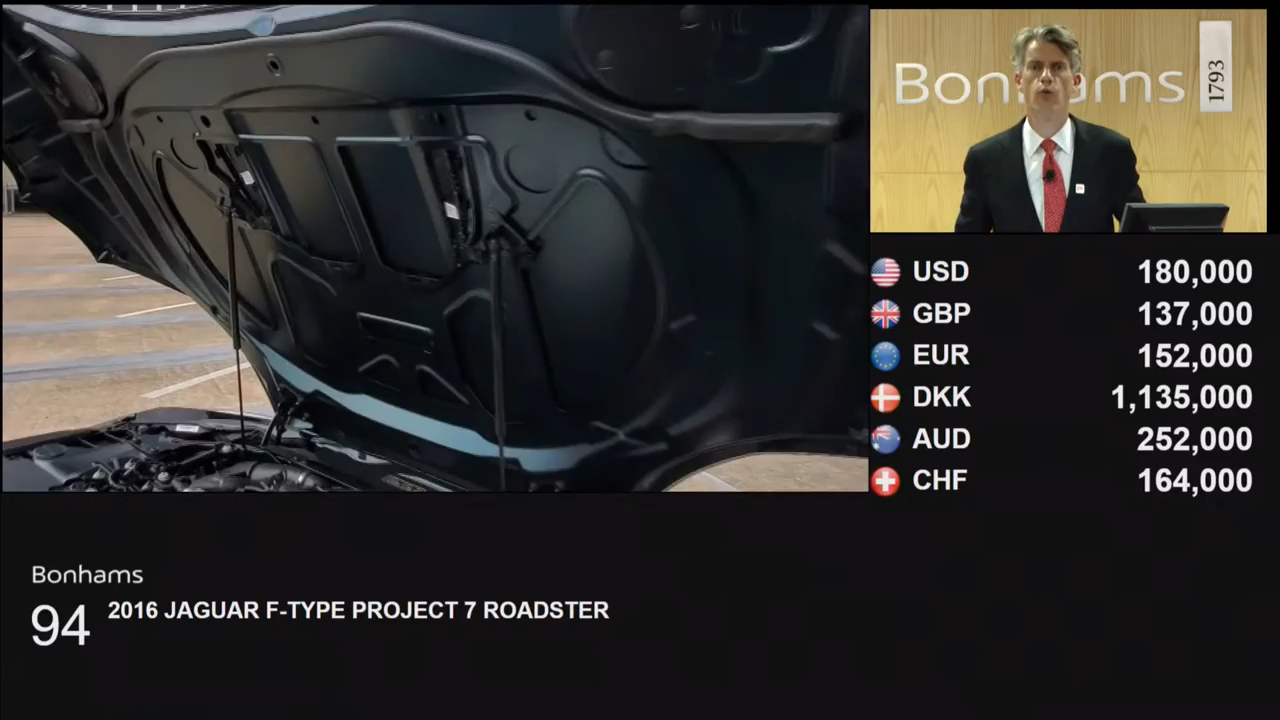 Bonhams
1793
USD 180,000
GBP 137,000
EUR 152,000
DKK 1,135,000
AUD 252,000
CHF 164,000
Bonhams
94 2016 JAGUAR F-TYPE PROJECT 7 ROADSTER